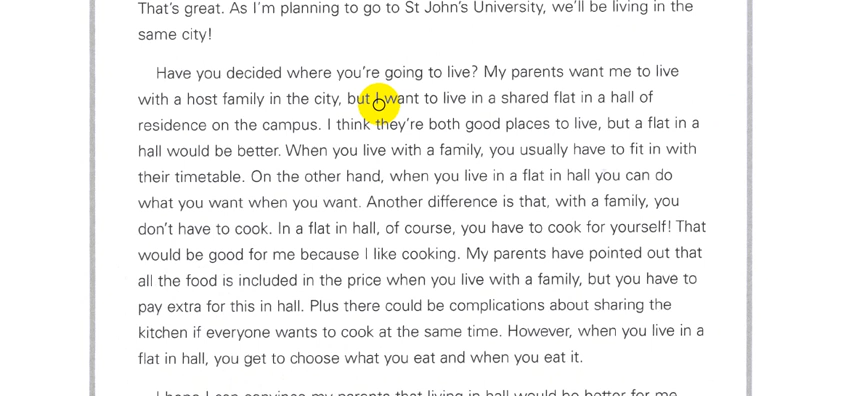 That's great. As I'm planning to go to St John's University, we'll be living in the
same city!
Have you decided where you're going to live? My parents want me to live
with a host family in the city, but I want to live in a shared flat in a hall of
residence on the campus. I think they're both good places to live, but a flat in a
hall would be better. When you live with a family, you usually have to fit in with
their timetable. On the other hand, when you live in a flat in hall you can do
what you want when you want. Another difference is that, with a family, you
don't have to cook. In a flat in hall, of course, you have to cook for yourself! That
would be good for me because I like cooking. My parents have pointed out that
all the food is included in the price when you live with a family, but you have to
pay extra for this in hall. Plus there could be complications about sharing the
kitchen if everyone wants to cook at the same time. However, when you live in a
flat in hall, you get to choose what you eat and when you eat it.
I hope I can convince my parents that living in hall would be better for me